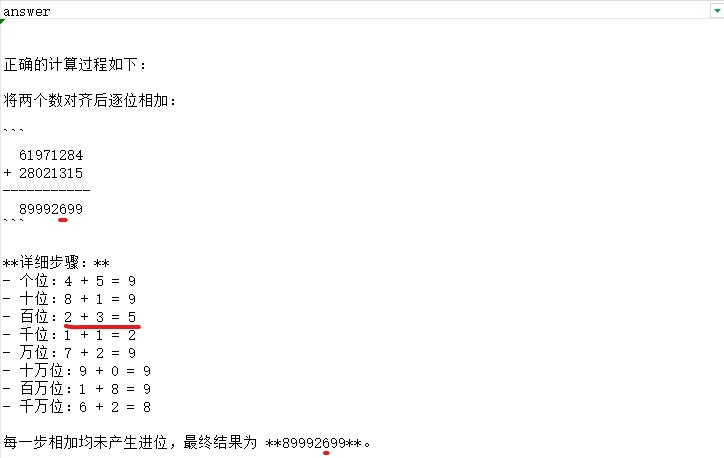 answer
正确的计算过程如下：
将两个数对齐后逐位相加：
```
61971284
+ 28021315
-----------
89992699
```
**详细步骤：**
- 个位：4 + 5 = 9
- 十位：8 + 1 = 9
- 百位：2 + 3 = 5
- 千位：1 + 1 = 2
- 万位：7 + 2 = 9
- 十万位：9 + 0 = 9
- 百万位：1 + 8 = 9
- 千万位：6 + 2 = 8
每一步相加均未产生进位，最终结果为 **89992699**。